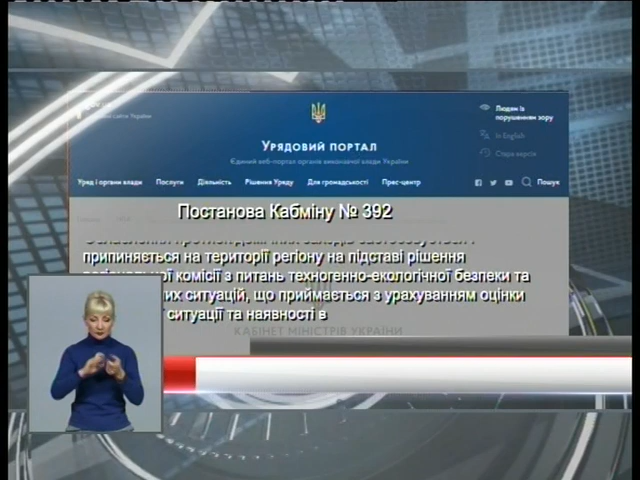 УРЯДОВИЙ ПОРТАЛ
Єдиний веб-портал органів виконавчої влади України
Людям із
порушенням зору
In English
Стара версія
Уряд і органи влади Послуги Діяльність Рішення Уряду Для громадськості Прес-центр Пошук
Постанова Кабміну № 392
припиняється на території регіону на підставі рішення
комісії з питань техногенно-екологічної безпеки та
ситуацій, що приймається з урахуванням оцінки
ситуації та наявності в
КАБІНЕТ МІНІСТРІВ УКРАЇНИ